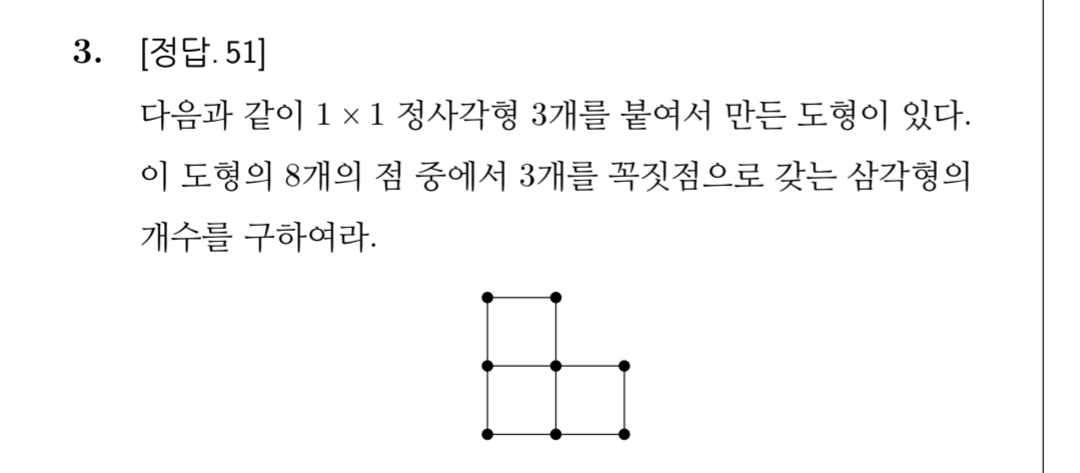 3. [정답. 51]
다음과 같이 1 × 1 정사각형 3개를 붙여서 만든 도형이 있다.
이 도형의 8개의 점 중에서 3개를 꼭짓점으로 갖는 삼각형의
개수를 구하여라.